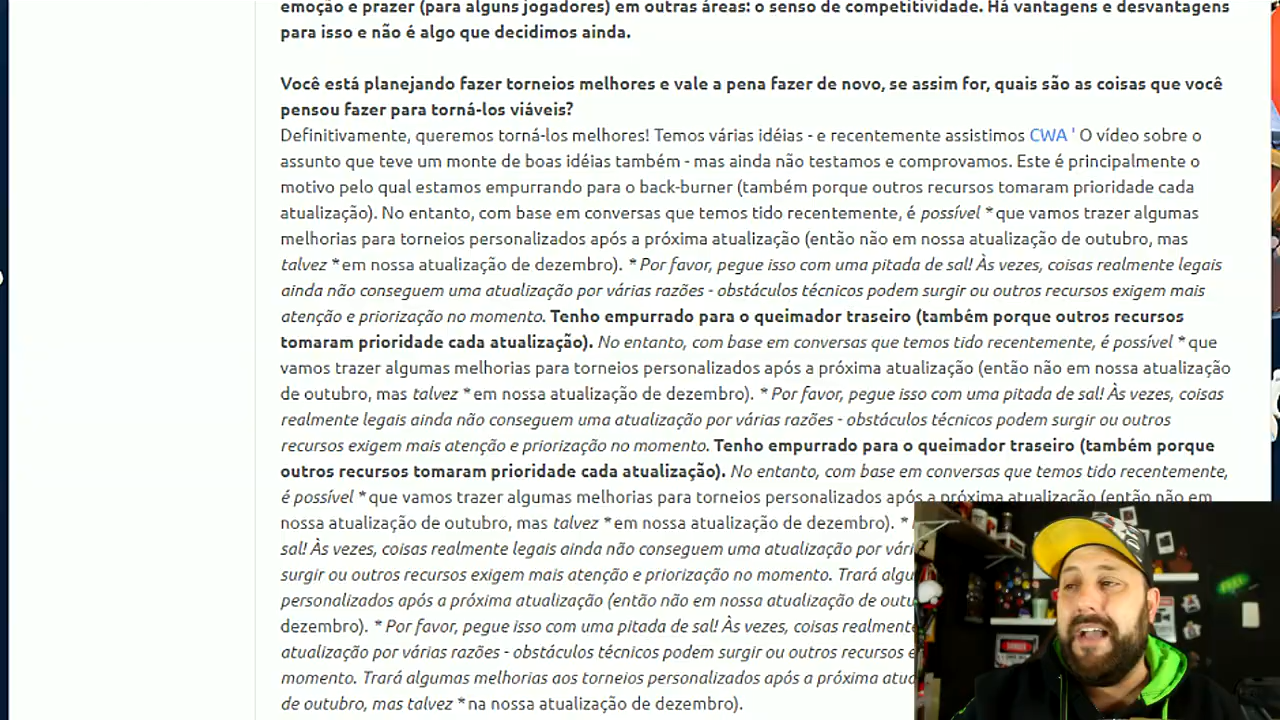 emoção e prazer (para alguns jogadores) em outras áreas: o senso de competitividade. Há vantagens e desvantagens
para isso e não é algo que decidimos ainda.
Você está planejando fazer torneios melhores e vale a pena fazer de novo, se assim for, quais são as coisas que você
pensou fazer para torná-los viáveis?
Definitivamente, queremos torná-los melhores! Temos várias idéias - e recentemente assistimos CWA ' O vídeo sobre o
assunto que teve um monte de boas idéias também - mas ainda não testamos e comprovamos. Este é principalmente o
motivo pelo qual estamos empurrando para o back-burner (também porque outros recursos tomaram prioridade cada
atualização). No entanto, com base em conversas que temos tido recentemente, é possível * que vamos trazer algumas
melhorias para torneios personalizados após a próxima atualização (então não em nossa atualização de outubro, mas
talvez * em nossa atualização de dezembro). * Por favor, pegue isso com uma pitada de sal! Às vezes, coisas realmente legais
ainda não conseguem uma atualização por várias razões - obstáculos técnicos podem surgir ou outros recursos exigem mais
atenção e priorização no momento. Tenho empurrado para o queimador traseiro (também porque outros recursos
tomaram prioridade cada atualização). No entanto, com base em conversas que temos tido recentemente, é possível * que
vamos trazer algumas melhorias para torneios personalizados após a próxima atualização (então não em nossa atualização
de outubro, mas talvez * em nossa atualização de dezembro). * Por favor, pegue isso com uma pitada de sal! Às vezes, coisas
realmente legais ainda não conseguem uma atualização por várias razões - obstáculos técnicos podem surgir ou outros
recursos exigem mais atenção e priorização no momento. Tenho empurrado para o queimador traseiro (também porque
outros recursos tomaram prioridade cada atualização). No entanto, com base em conversas que temos tido recentemente,
é possível * que vamos trazer algumas melhorias para torneios personalizados após a próxima atualização (então não em
nossa atualização de outubro, mas talvez * em nossa atualização de dezembro). *
sal! Às vezes, coisas realmente legais ainda não conseguem uma atualização por vári
surgir ou outros recursos exigem mais atenção e priorização no momento. Trará algu
personalizados após a próxima atualização (então não em nossa atualização de outu
dezembro). * Por favor, pegue isso com uma pitada de sal! Às vezes, coisas realmente
atualização por várias razões - obstáculos técnicos podem surgir ou outros recursos e
momento. Trará algumas melhorias aos torneios personalizados após a próxima atua
de outubro, mas talvez * na nossa atualização de dezembro).
DANGER